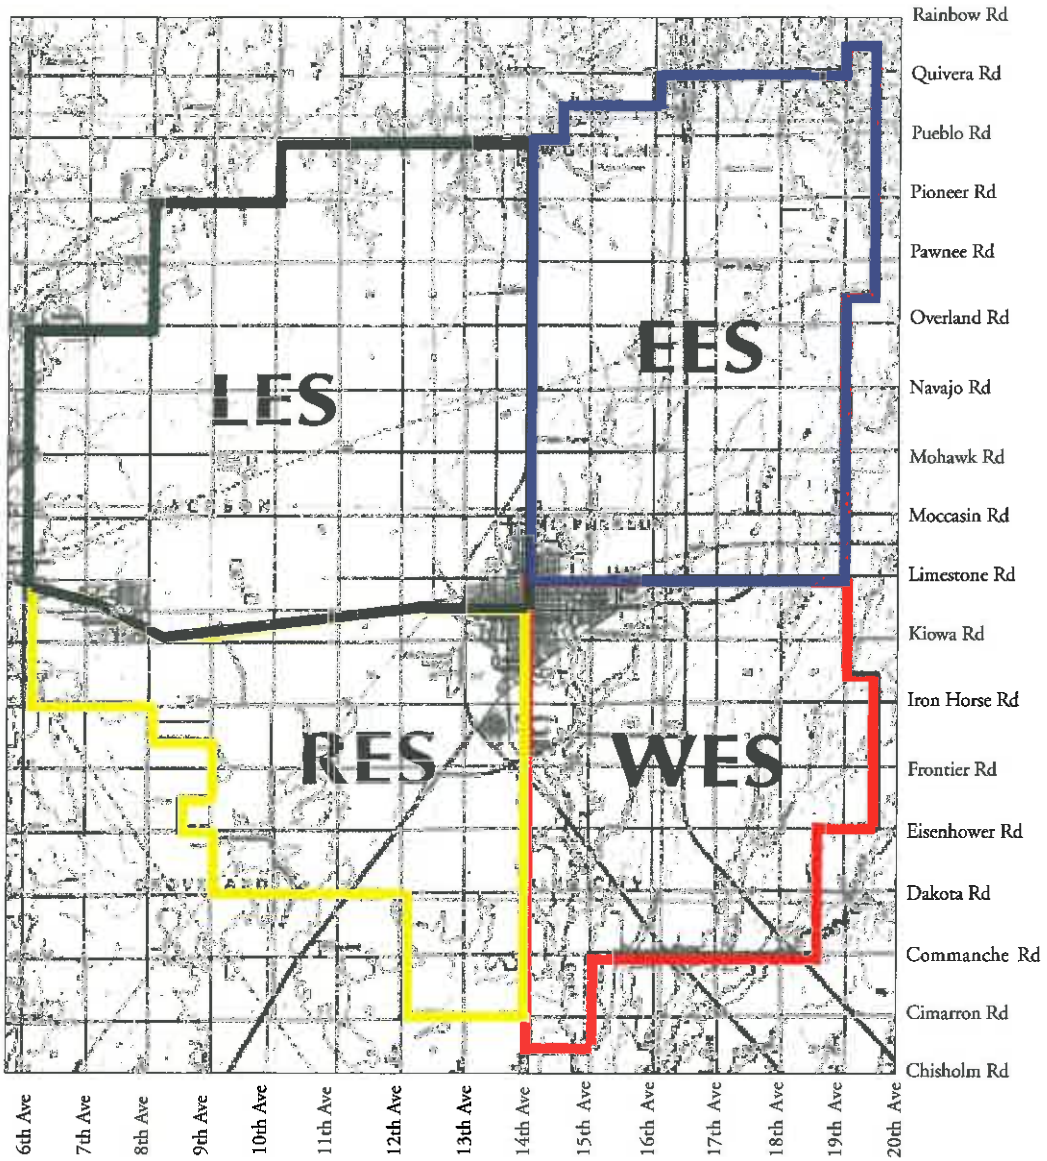 Rainbow Rd
Quivera Rd
Pueblo Rd
Pioneer Rd
Pawnee Rd
Overland Rd
EES
LES
Navajo Rd
Mohawk Rd
Moccasin Rd
Limestone Rd
Kiowa Rd
Iron Horse Rd
RES
WES
Frontier Rd
Eisenhower Rd
Dakota Rd
Commanche Rd
Cimarron Rd
Chisholm Rd
6th Ave
7th Ave
8th Ave
9th Ave
10th Ave
11th Ave
12th Ave
13th Ave
14th Ave
15th Ave
16th Ave
17th Ave
18th Ave
19th Ave
20th Ave